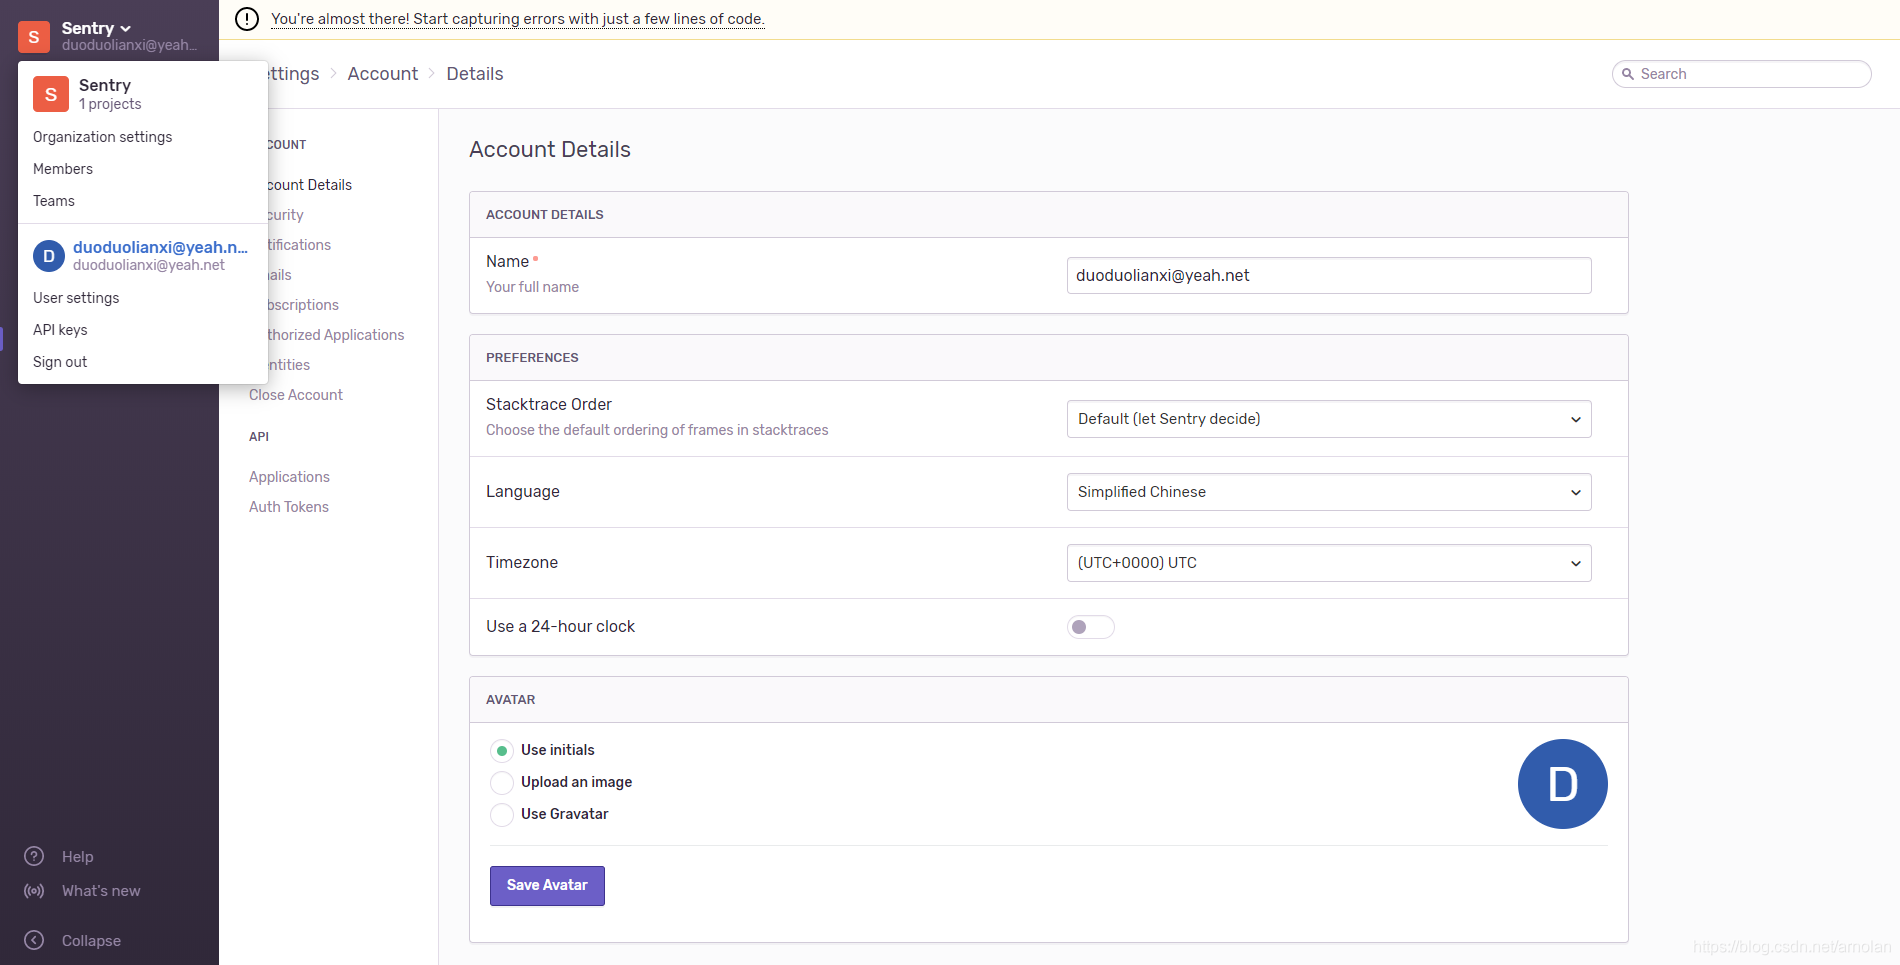 You're almost there! Start capturing errors with just a few lines of code.
S
Sentry
duoduolianxi@yeah...
S
Sentry
1 projects
Organization settings
Members
Teams
D
duoduolianxi@yeah.n...
duoduolianxi@yeah.net
User settings
API keys
Sign out
Help
What's new
Collapse
ettings
Account
Details
Search
COUNT
count Details
curity
tifications
ails
bscriptions
thorized Applications
entities
Close Account
API
Applications
Auth Tokens
Account Details
ACCOUNT DETAILS
Name
Your full name
duoduolianxi@yeah.net
PREFERENCES
Stacktrace Order
Choose the default ordering of frames in stacktraces
Default (let Sentry decide)
Language
Simplified Chinese
Timezone
(UTC+0000) UTC
Use a 24-hour clock
AVATAR
Use initials
Upload an image
Use Gravatar
D
Save Avatar
https://blog.csdn.net/arnolan